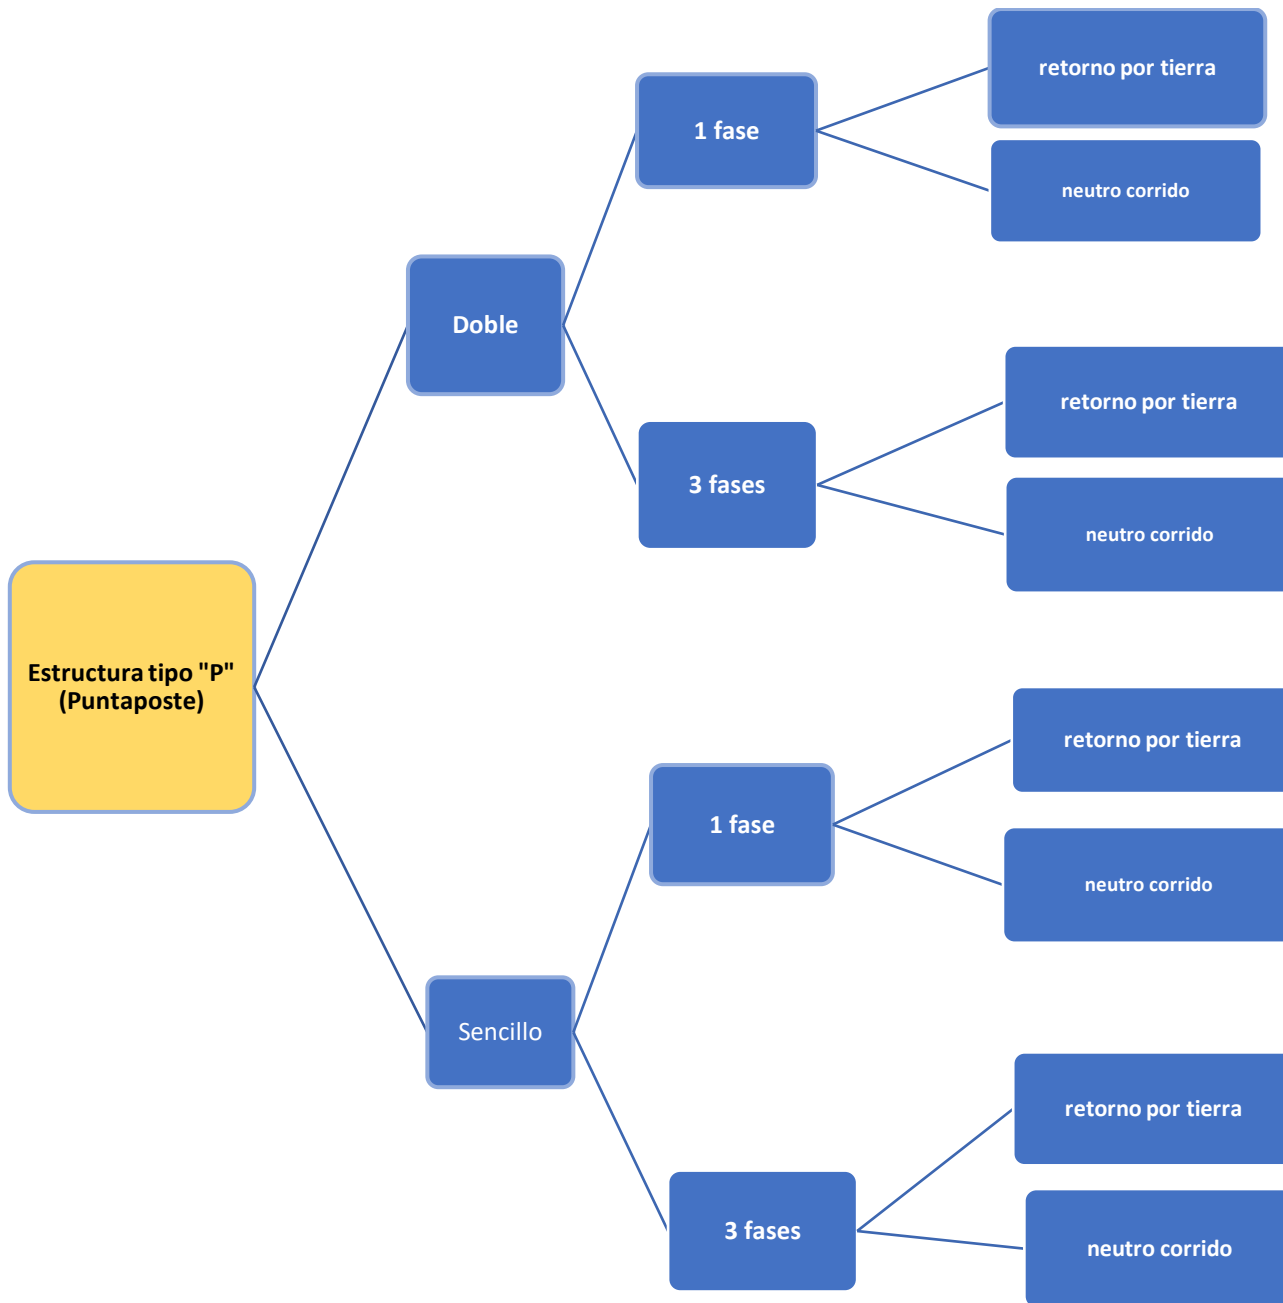 Estructura tipo "P"
(Puntaposte)
Doble
1 fase
retorno por tierra
neutro corrido
3 fases
retorno por tierra
neutro corrido
Sencillo
1 fase
retorno por tierra
neutro corrido
3 fases
retorno por tierra
neutro corrido